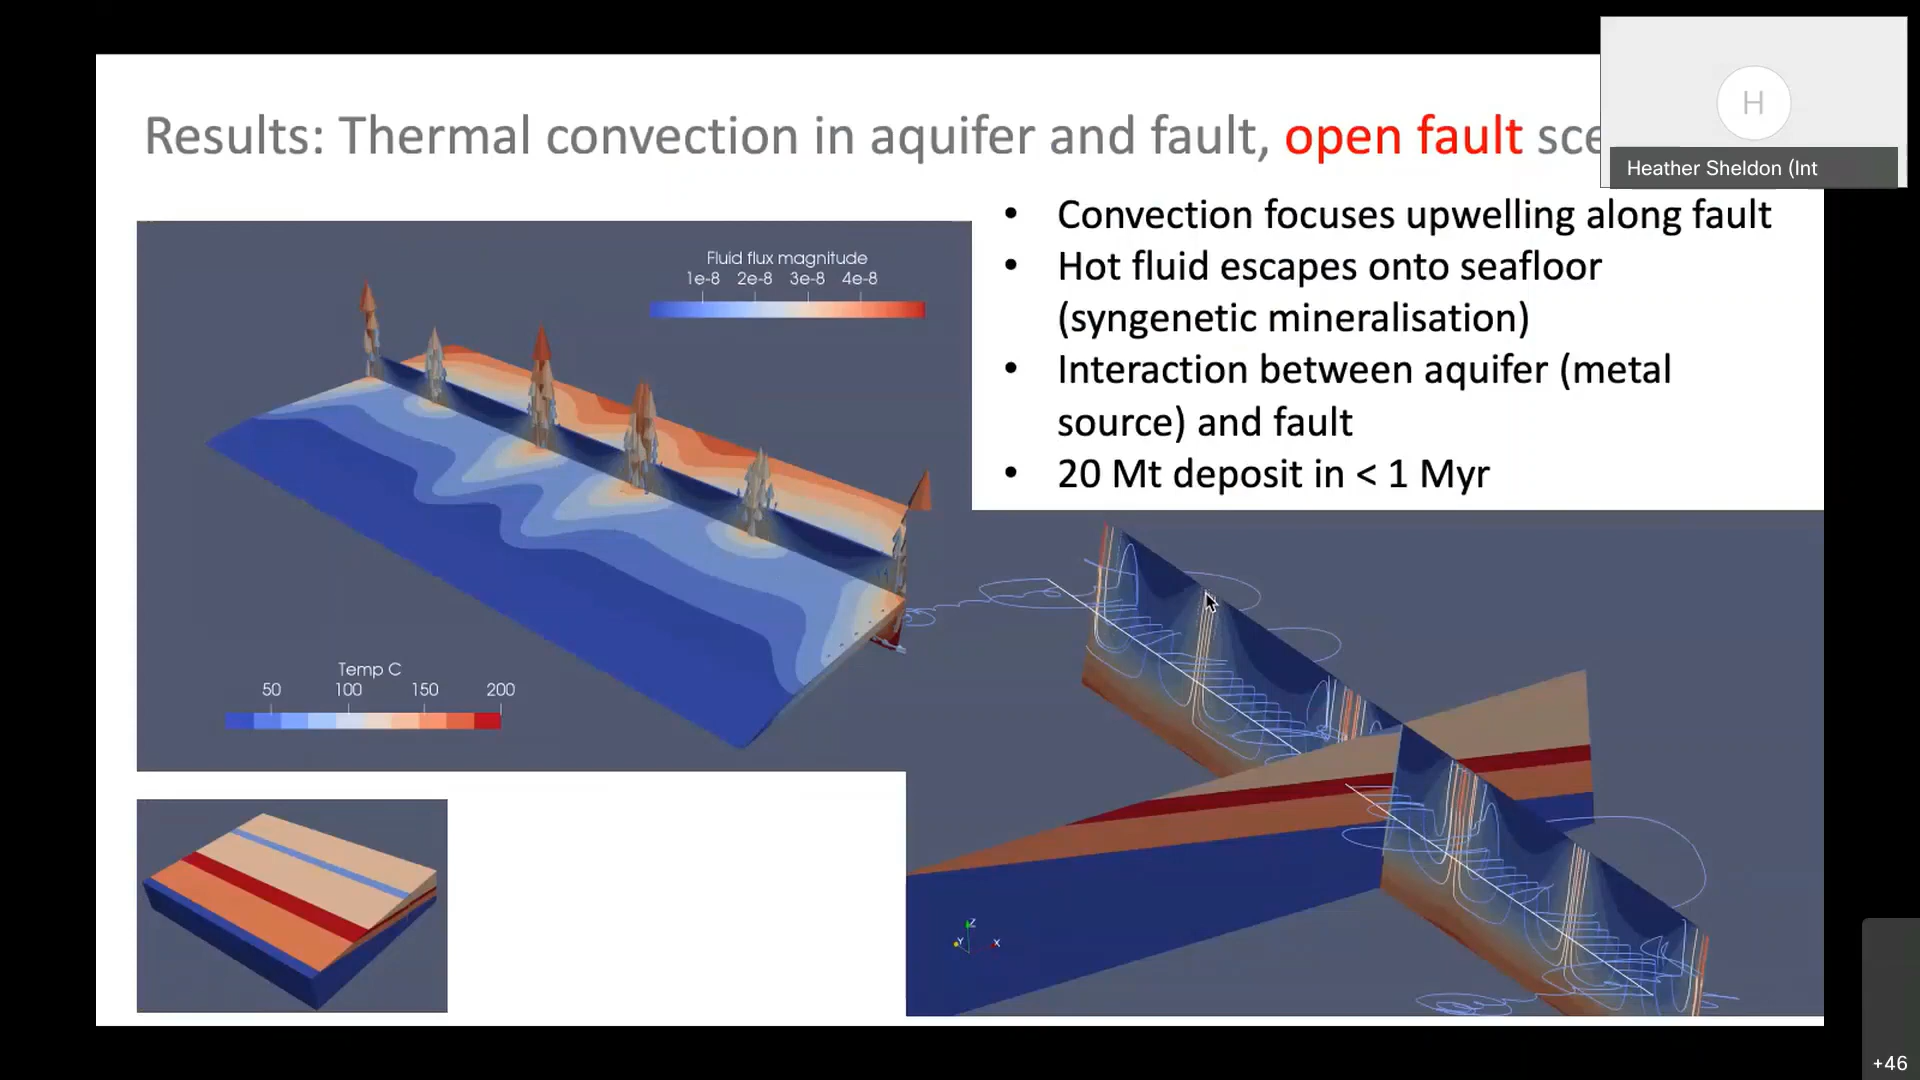 H
Heather Sheldon (Int
Results: Thermal convection in aquifer and fault, open fault sce
• Convection focuses upwelling along fault
• Hot fluid escapes onto seafloor
(syngenetic mineralisation)
• Interaction between aquifer (metal
source) and fault
• 20 Mt deposit in < 1 Myr
Fluid flux magnitude
1e-8 2e-8 3e-8 4e-8
Temp C
50 100 150 200
Z
Y X
+46